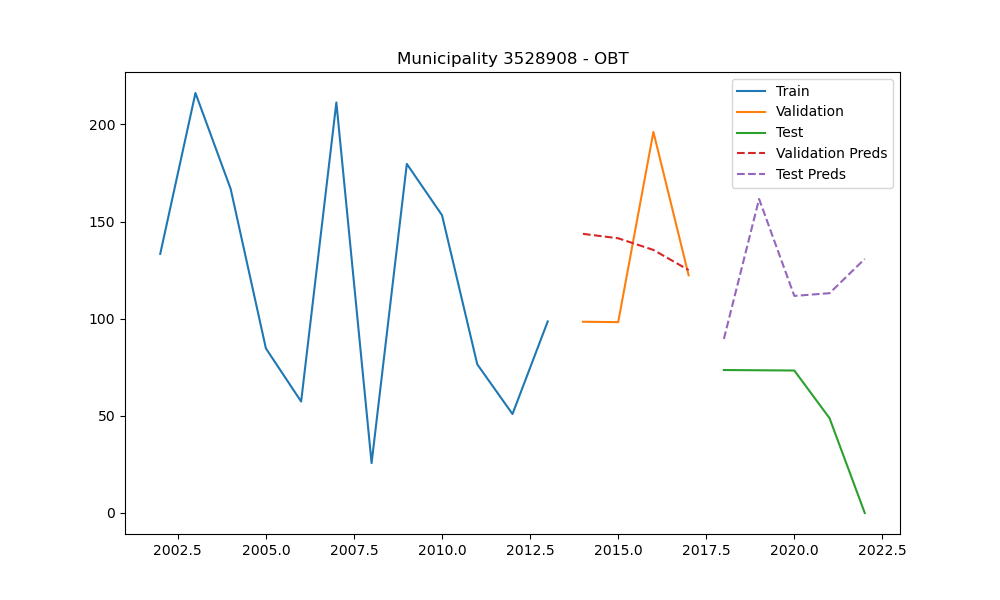 Municipality 3528908 - OBT
Train
Validation
Test
Validation Preds
Test Preds
200
150
100
50
0
2002.5 2005.0 2007.5 2010.0 2012.5 2015.0 2017.5 2020.0 2022.5